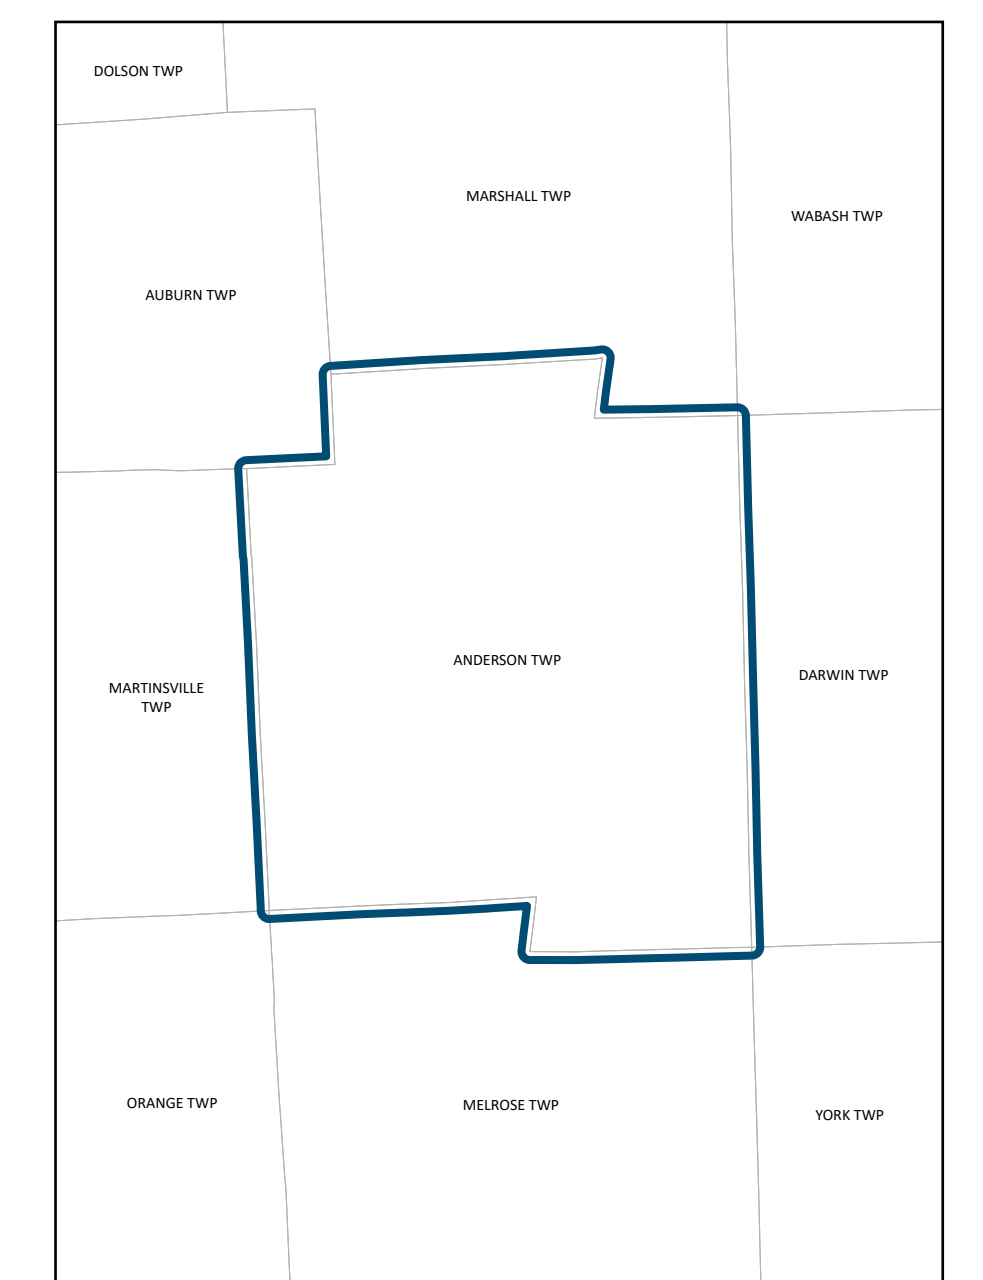 DOLSON TWP
MARSHALL TWP
WABASH TWP
AUBURN TWP
ANDERSON TWP
DARWIN TWP
MARTINSVILLE
TWP
ORANGE TWP
MELROSE TWP
YORK TWP